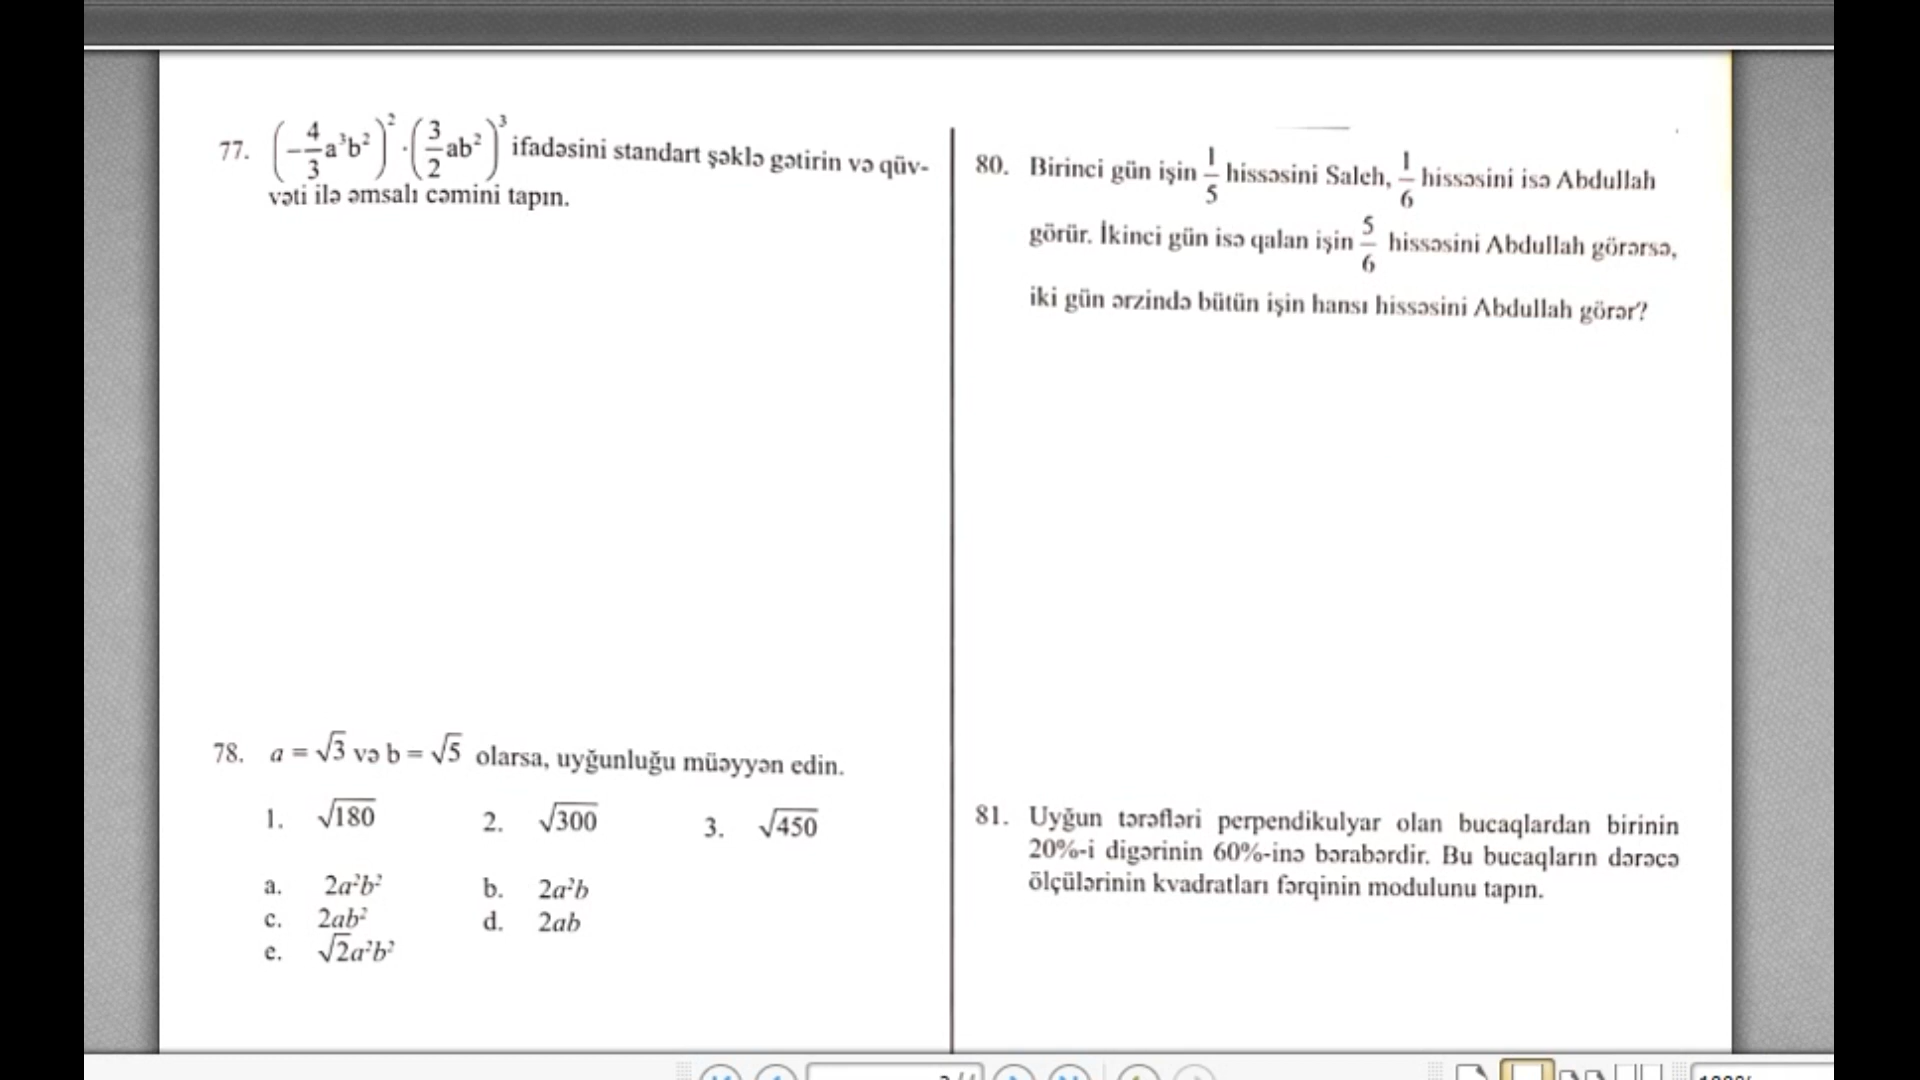 77. (-4/3 a³b²)² · (3/2 ab²)³ ifadəsini standart şəklə gətirin və qüv-
vəti ilə əmsalı cəmini tapın.
78. a = √3 və b = √5 olarsa, uyğunluğu müəyyən edin.
1. √180 2. √300 3. √450
a. 2a²b² b. 2a²b
c. 2ab² d. 2ab
e. √2a²b²
80. Birinci gün işin 1/5 hissəsini Saleh, 1/6 hissəsini isə Abdullah
görür. İkinci gün isə qalan işin 5/6 hissəsini Abdullah görərsə,
iki gün ərzində bütün işin hansı hissəsini Abdullah görər?
81. Uyğun tərəfləri perpendikulyar olan bucaqlardan birinin
20%-i digərinin 60%-inə bərabərdir. Bu bucaqların dərəcə
ölçülərinin kvadratları fərqinin modulunu tapın.